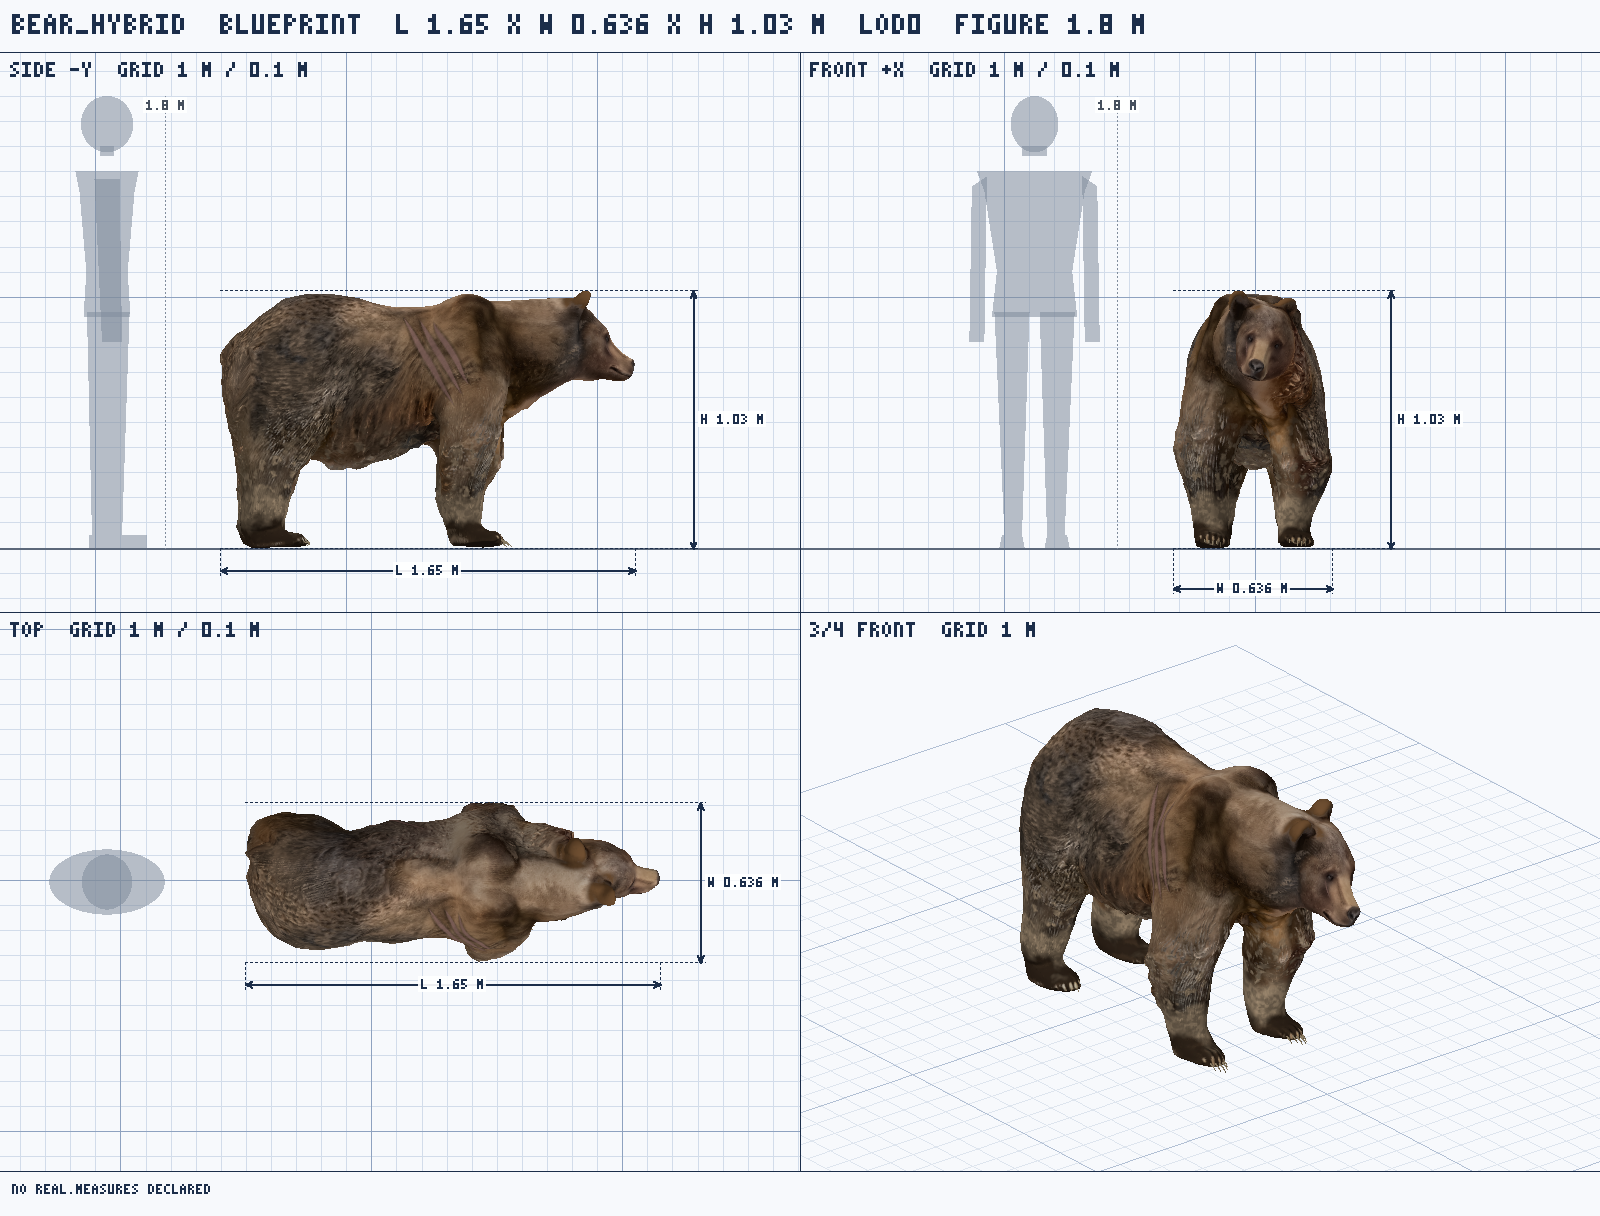 BEAR_HYBRID  BLUEPRINT  L 1.65 X W 0.636 X H 1.03 M  LOD0  FIGURE 1.8 M
SIDE -Y  GRID 1 M / 0.1 M
1.8 M
H 1.03 M
L 1.65 M
FRONT +X  GRID 1 M / 0.1 M
1.8 M
H 1.03 M
W 0.636 M
TOP  GRID 1 M / 0.1 M
W 0.636 M
L 1.65 M
3/4 FRONT  GRID 1 M
NO REAL.MEASURES DECLARED